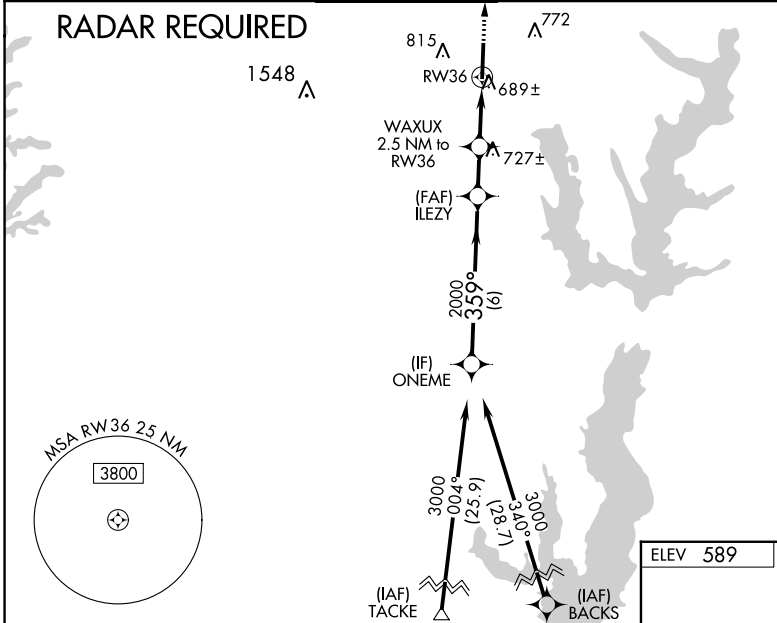 RADAR REQUIRED
772
815
1548
RW36
689±
WAXUX
2.5 NM to
RW36
727±
(FAF)
ILEZY
2000
359°
(6)
(IF)
ONEME
MSA RW36 25 NM
3800
3000
004°
(25.9)
3000
340°
(28.7)
ELEV 589
(IAF)
TACKE
(IAF)
BACKS